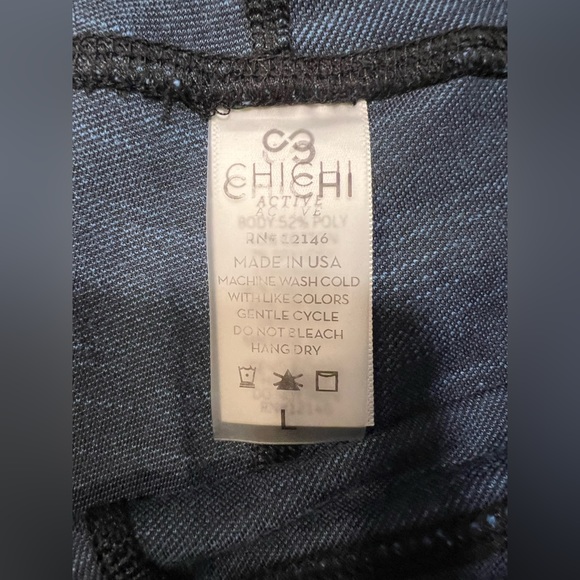 CHICHI
ACTIVE
BODY 52% POLY
RN# 12146
MADE IN USA
MACHINE WASH COLD
WITH LIKE COLORS
GENTLE CYCLE
DO NOT BLEACH
HANG DRY
L